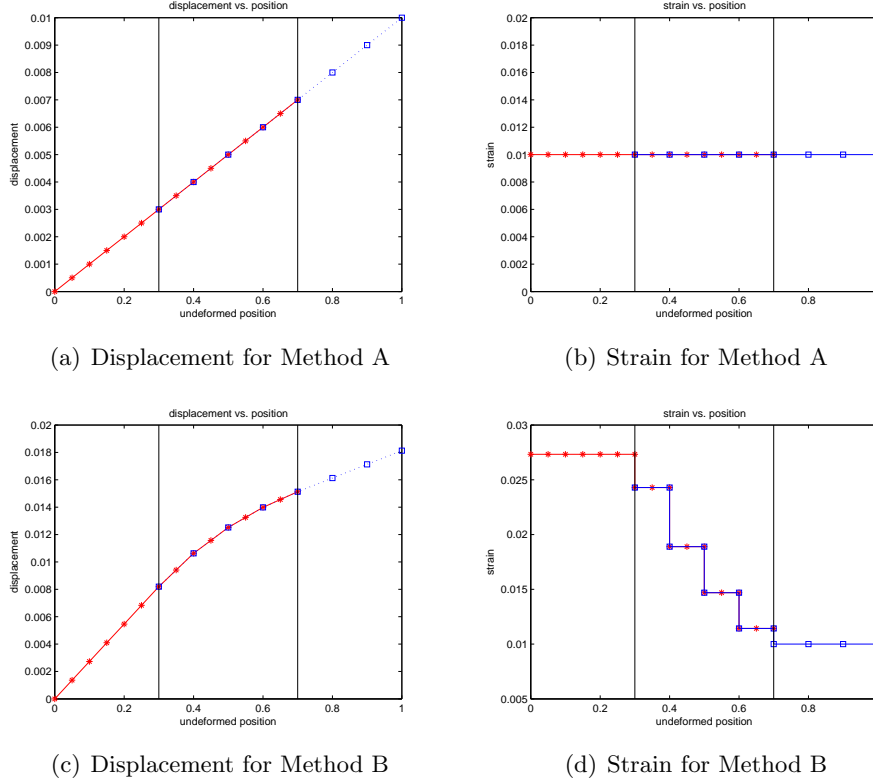 displacement vs. position
strain vs. position
0.01
0.009
0.008
0.007
0.006
0.005
0.004
0.003
0.002
0.001
0
displacement
0 0.2 0.4 0.6 0.8 1
undeformed position
0.02
0.018
0.016
0.014
0.012
0.01
0.008
0.006
0.004
0.002
0
strain
0 0.2 0.4 0.6 0.8
undeformed position
(a) Displacement for Method A
(b) Strain for Method A
displacement vs. position
strain vs. position
0.02
0.018
0.016
0.014
0.012
0.01
0.008
0.006
0.004
0.002
0
displacement
0 0.2 0.4 0.6 0.8 1
undeformed position
0.03
0.025
0.02
0.015
0.01
0.005
strain
0 0.2 0.4 0.6 0.8
undeformed position
(c) Displacement for Method B
(d) Strain for Method B